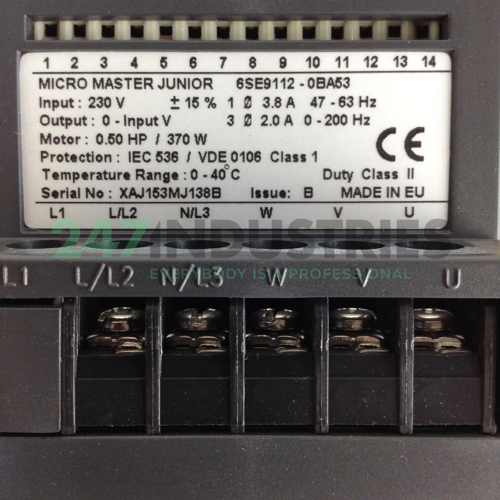 1 2 3 4 5 6 7 8 9 10 11 12 13 14
MICRO MASTER JUNIOR 6SE9112 - 0BA53
Input : 230 V ± 15 % 1 Ø 3.8 A 47 - 63 Hz
Output : 0 - Input V 3 Ø 2.0 A 0 - 200 Hz
Motor : 0.50 HP / 370 W
CE
Protection : IEC 536 / VDE 0106 Class 1
Temperature Range : 0 - 40°C Duty Class II
Serial No : XAJ153MJ138B Issue: B MADE IN EU
L1 L/L2 N/L3 W V U
247INDUSTRIES
EVERYBODY IS A PROFESSIONAL
L1 L/L2 N/L3 W V U